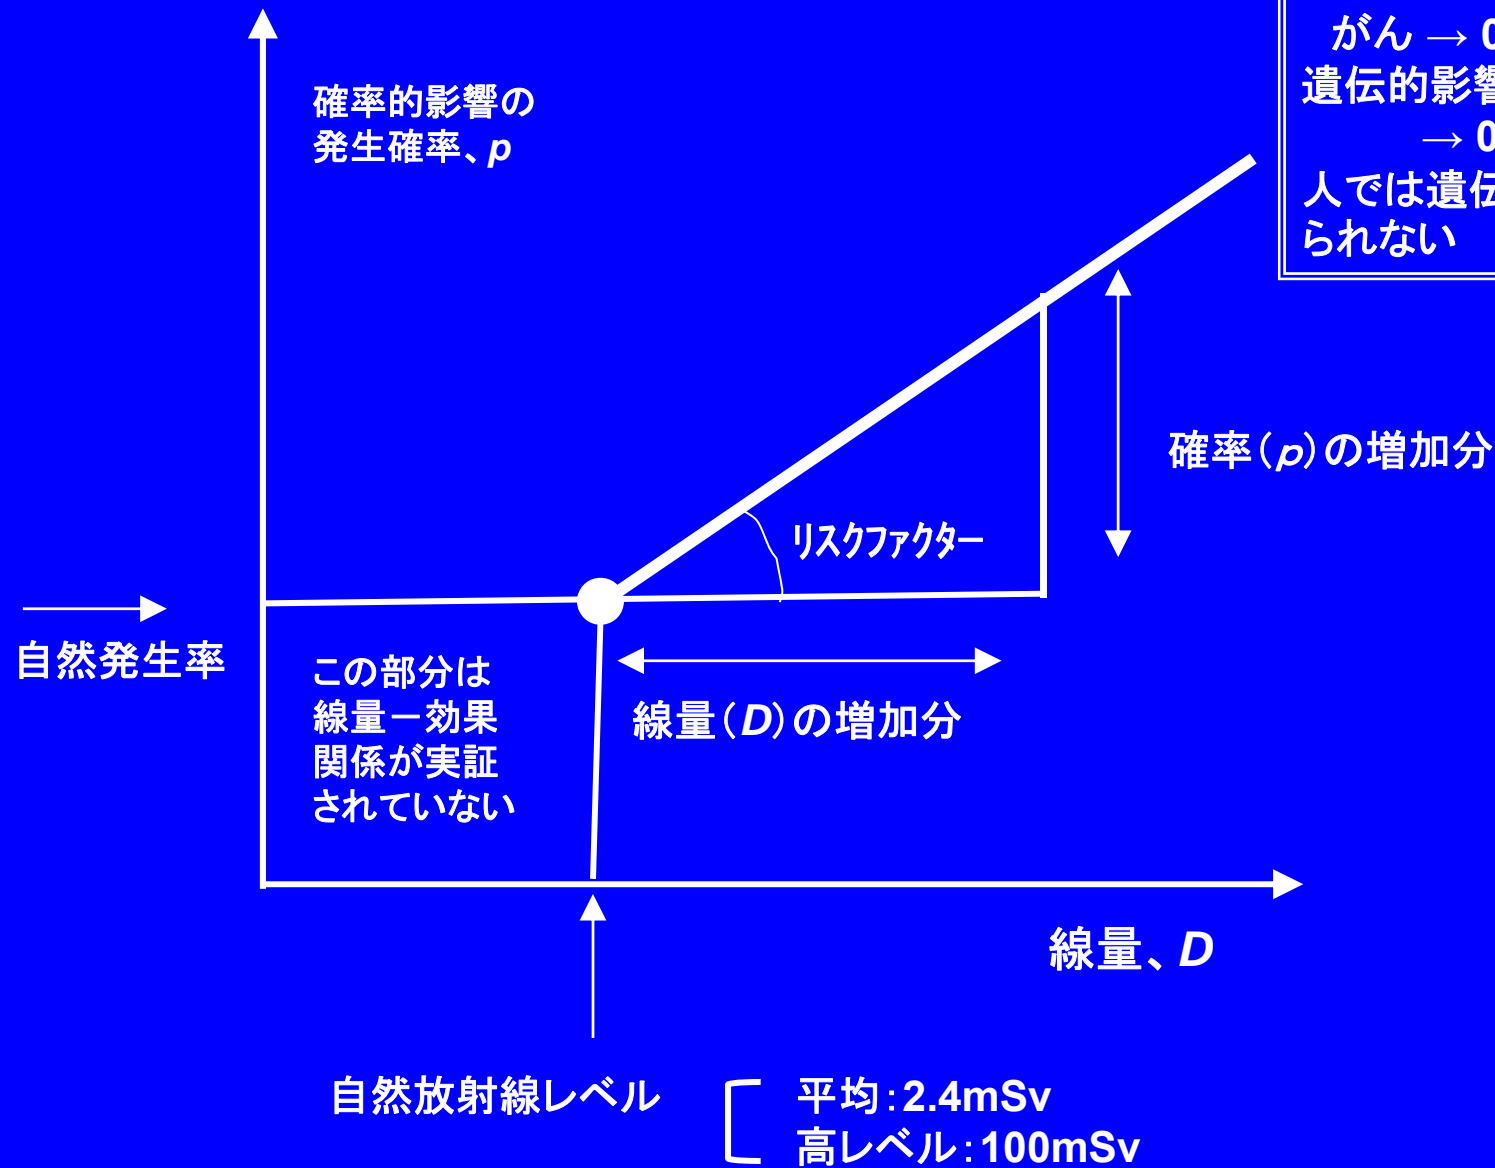 がん → 0
遺伝的影響
→ 0
人では遺伝
られない
確率的影響の
発生確率、p
確率(p)の増加分
リスクファクター
自然発生率
この部分は
線量－効果
関係が実証
されていない
線量(D)の増加分
線量、D
自然放射線レベル
平均:2.4mSv
高レベル:100mSv